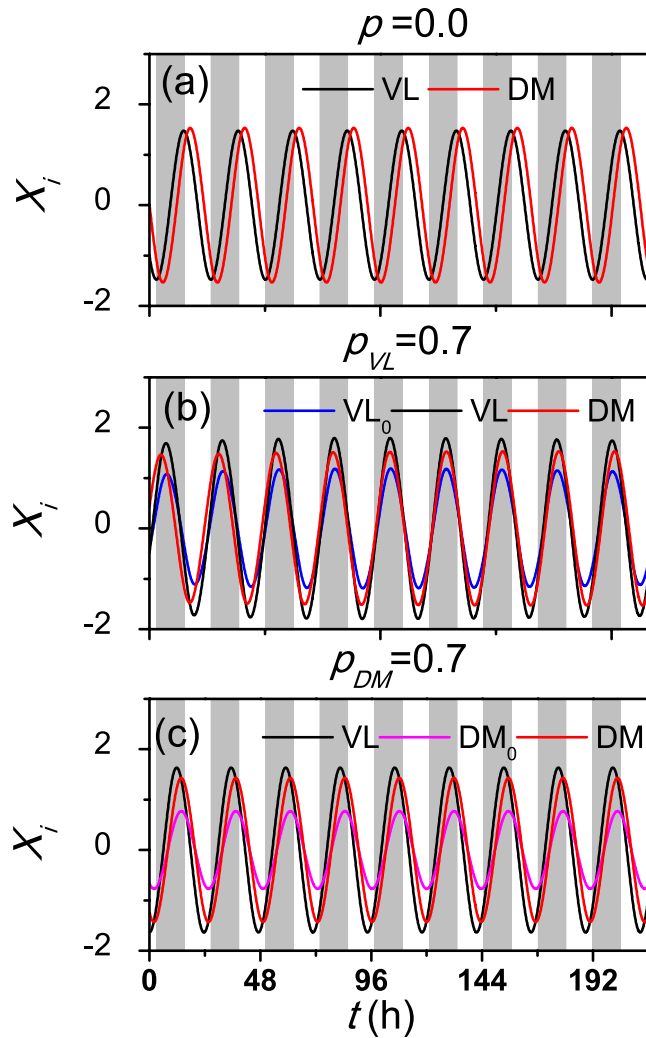 p=0.0
(a) VL DM
2
X_i 0
-2
p_VL=0.7
(b) VL_0 VL DM
2
X_i 0
-2
p_DM=0.7
(c) VL DM_0 DM
2
X_i 0
-2
0 48 96 144 192
t (h)